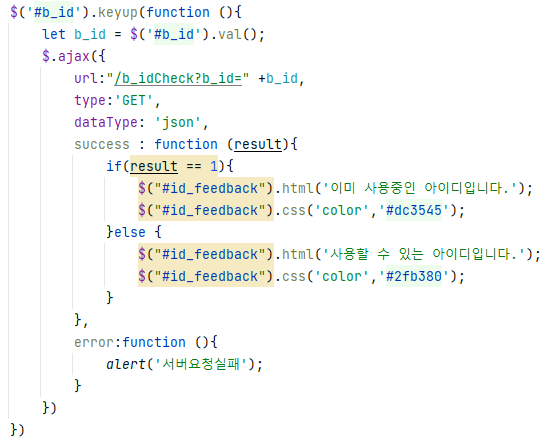 $('#b_id').keyup(function (){
    let b_id = $('#b_id').val();
    $.ajax({
        url:"/b_idCheck?b_id=" +b_id,
        type:'GET',
        dataType: 'json',
        success : function (result){
            if(result == 1){
                $("#id_feedback").html('이미 사용중인 아이디입니다.');
                $("#id_feedback").css('color','#dc3545');
            }else {
                $("#id_feedback").html('사용할 수 있는 아이디입니다.');
                $("#id_feedback").css('color','#2fb380');
            }
        },
        error:function (){
            alert('서버요청실패');
        }
    })
})